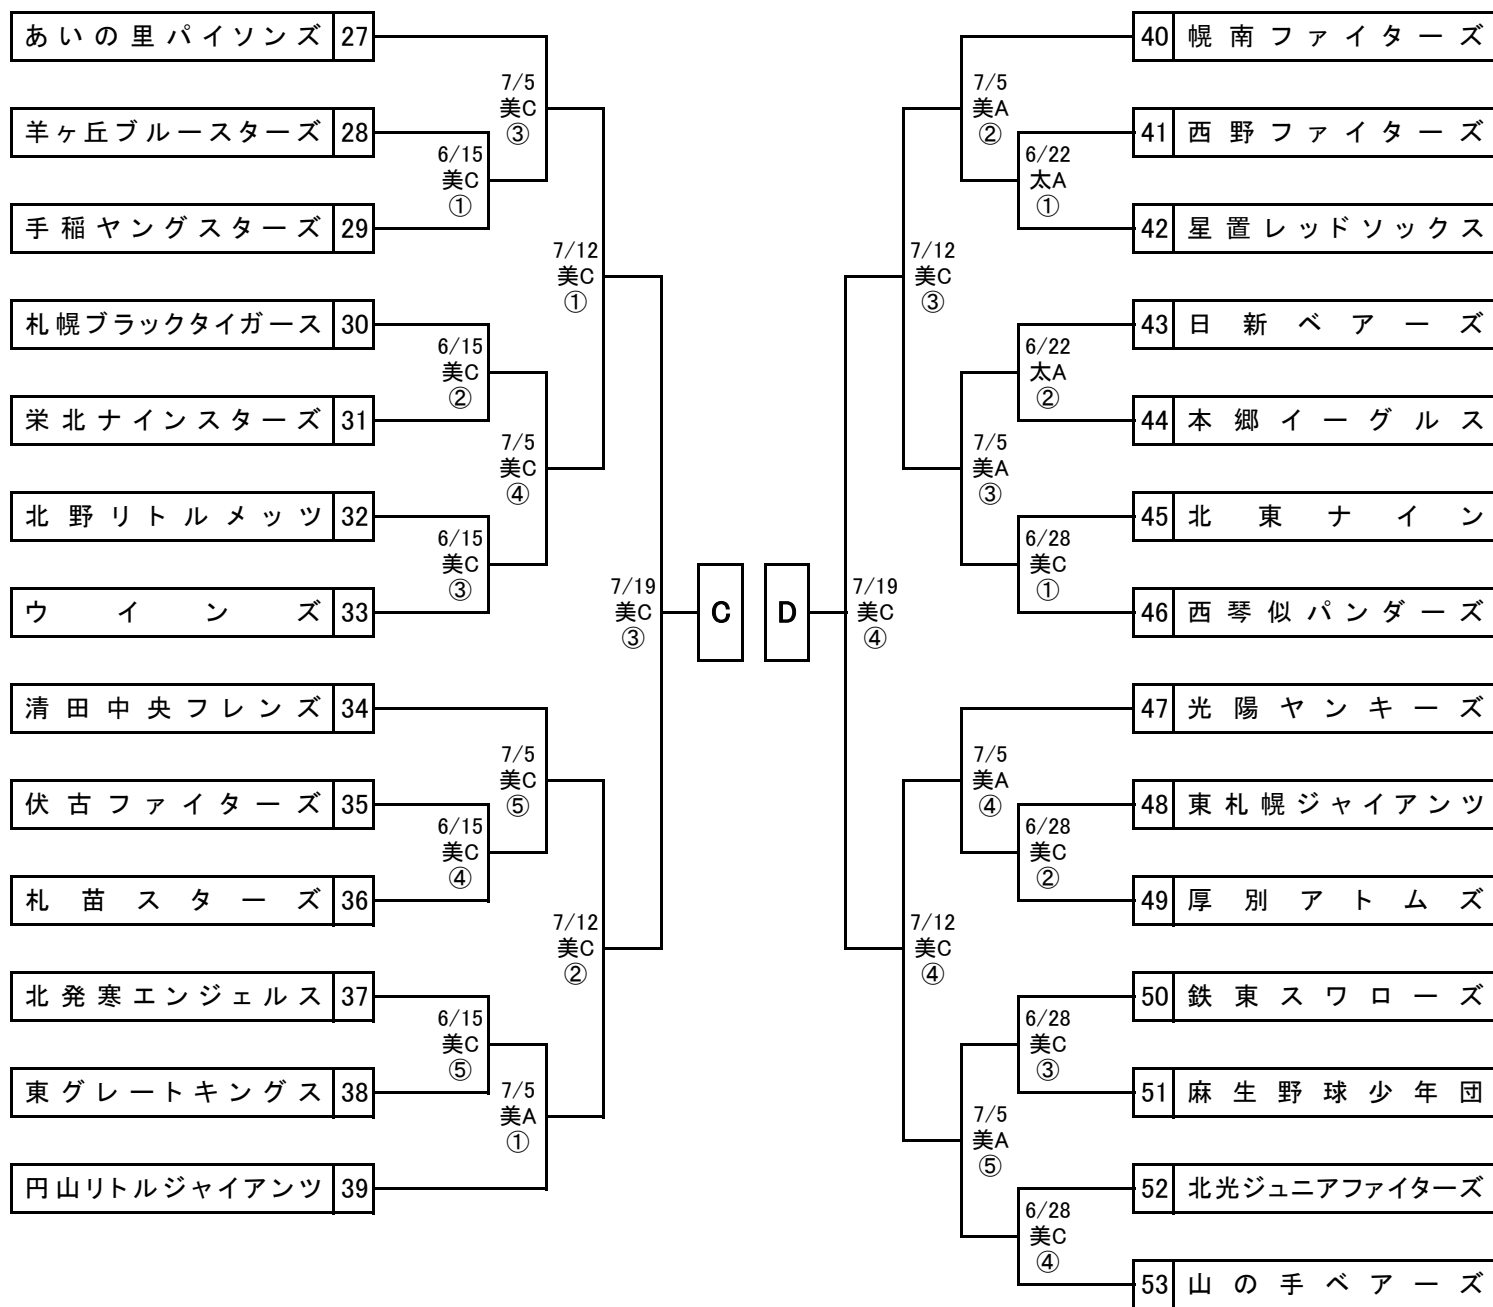 あいの里パイソンズ 27
7/5
美C
③
羊ヶ丘ブルースターズ 28
6/15
美C
①
手稲ヤングスターズ 29
7/12
美C
①
札幌ブラックタイガース 30
6/15
美C
②
栄北ナインスターズ 31
7/5
美C
④
北野リトルメッツ 32
6/15
美C
③
ウインズ 33
7/19
美C
③
C
清田中央フレンズ 34
7/5
美C
⑤
伏古ファイターズ 35
6/15
美C
④
札苗スターズ 36
7/12
美C
②
北発寒エンジェルス 37
6/15
美C
⑤
東グレートキングス 38
7/5
美A
①
円山リトルジャイアンツ 39
40 幌南ファイターズ
7/5
美A
②
41 西野ファイターズ
6/22
太A
①
42 星置レッドソックス
7/12
美C
③
43 日新ベアーズ
6/22
太A
②
44 本郷イーグルス
7/5
美A
③
45 北東ナイン
6/28
美C
①
46 西琴似パンダーズ
D
7/19
美C
④
47 光陽ヤンキーズ
7/5
美A
④
48 東札幌ジャイアンツ
6/28
美C
②
49 厚別アトムズ
7/12
美C
④
50 鉄東スワローズ
6/28
美C
③
51 麻生野球少年団
7/5
美A
⑤
52 北光ジュニアファイターズ
6/28
美C
④
53 山の手ベアーズ